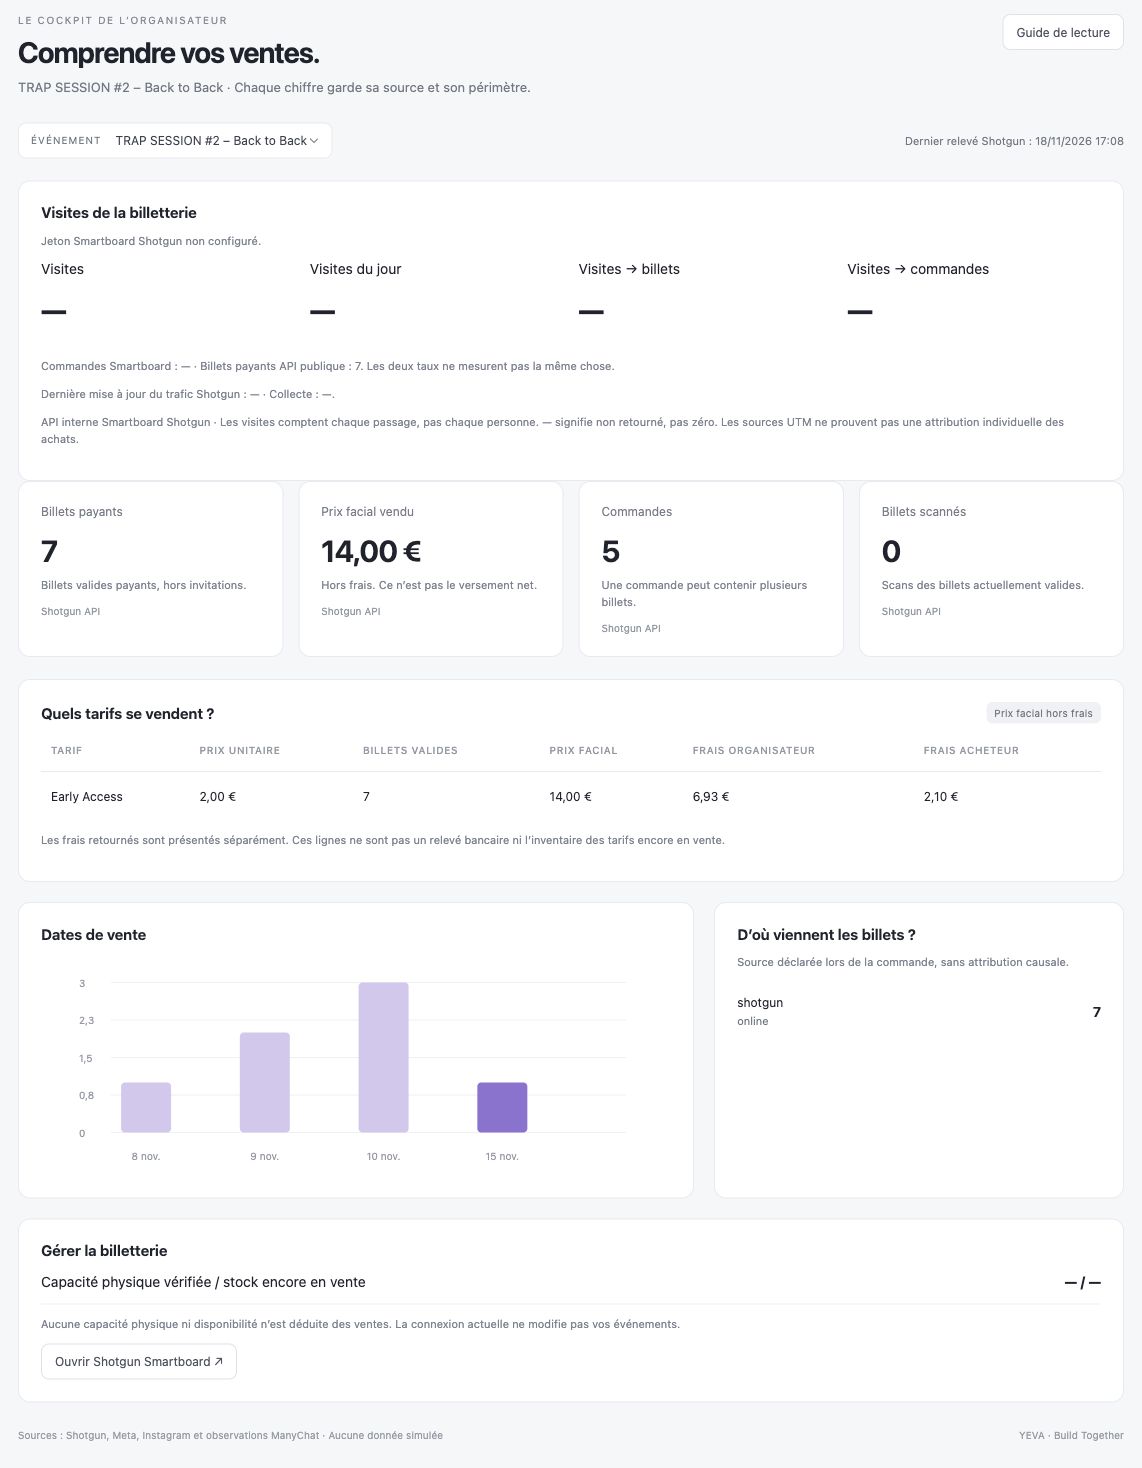 LE COCKPIT DE L'ORGANISATEUR
Comprendre vos ventes.
Guide de lecture
TRAP SESSION #2 – Back to Back · Chaque chiffre garde sa source et son périmètre.
ÉVÉNEMENT TRAP SESSION #2 – Back to Back
Dernier relevé Shotgun : 18/11/2026 17:08
Visites de la billetterie
Jeton Smartboard Shotgun non configuré.
Visites
—
Visites du jour
—
Visites → billets
—
Visites → commandes
—
Commandes Smartboard : — · Billets payants API publique : 7. Les deux taux ne mesurent pas la même chose.
Dernière mise à jour du trafic Shotgun : — · Collecte : —.
API interne Smartboard Shotgun · Les visites comptent chaque passage, pas chaque personne. — signifie non retourné, pas zéro. Les sources UTM ne prouvent pas une attribution individuelle des
achats.
Billets payants
7
Billets valides payants, hors invitations.
Shotgun API
Prix facial vendu
14,00 €
Hors frais. Ce n'est pas le versement net.
Shotgun API
Commandes
5
Une commande peut contenir plusieurs
billets.
Shotgun API
Billets scannés
0
Scans des billets actuellement valides.
Shotgun API
Quels tarifs se vendent ?
Prix facial hors frais
TARIF PRIX UNITAIRE BILLETS VALIDES PRIX FACIAL FRAIS ORGANISATEUR FRAIS ACHETEUR
Early Access 2,00 € 7 14,00 € 6,93 € 2,10 €
Les frais retournés sont présentés séparément. Ces lignes ne sont pas un relevé bancaire ni l'inventaire des tarifs encore en vente.
Dates de vente
3
2,3
1,5
0,8
0
8 nov. 9 nov. 10 nov. 15 nov.
D'où viennent les billets ?
Source déclarée lors de la commande, sans attribution causale.
shotgun
online
7
Gérer la billetterie
Capacité physique vérifiée / stock encore en vente — / —
Aucune capacité physique ni disponibilité n'est déduite des ventes. La connexion actuelle ne modifie pas vos événements.
Ouvrir Shotgun Smartboard ↗
Sources : Shotgun, Meta, Instagram et observations ManyChat · Aucune donnée simulée
YEVA · Build Together